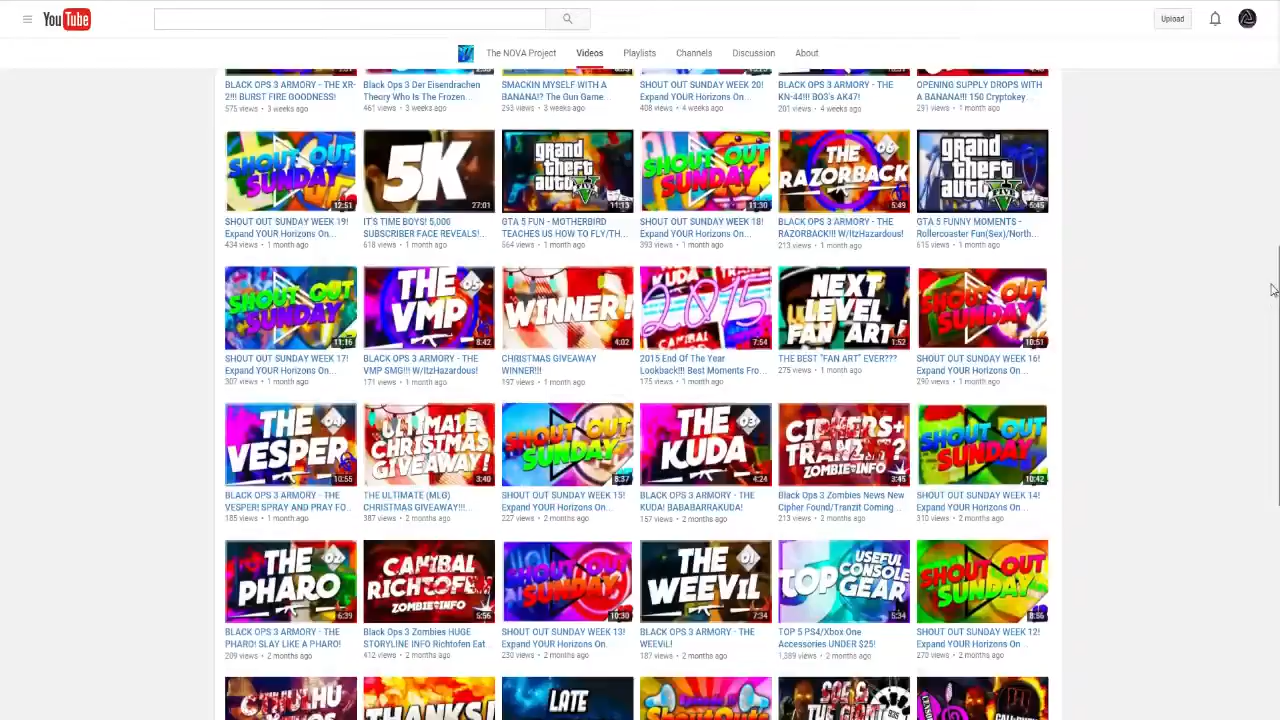 YouTube
Upload
The NOVA Project
Videos
Playlists
Channels
Discussion
About
BLACK OPS 3 ARMORY - THE XR-
2!!! BURST FIRE GOODNESS!
575 views • 3 weeks ago
Black Ops 3 Der Eisendrachen
Theory Who Is The Frozen...
461 views • 3 weeks ago
SMACKIN MYSELF WITH A
BANANA!? The Gun Game...
293 views • 3 weeks ago
SHOUT OUT SUNDAY WEEK 20!
Expand YOUR Horizons On...
408 views • 4 weeks ago
BLACK OPS 3 ARMORY - THE
KN-44!!! BO3's AK47!
201 views • 4 weeks ago
OPENING SUPPLY DROPS WITH
A BANANA!!! 150 Cryptokey...
291 views • 1 month ago
SHOUT OUT
SUNDAY
12:51
5K
27:01
grand
theft
auto V
11:13
SHOUT OUT
SUNDAY
11:30
THE
RAZORBACK
06
5:49
grand
theft
auto V
5:45
SHOUT OUT SUNDAY WEEK 19!
Expand YOUR Horizons On...
434 views • 1 month ago
IT'S TIME BOYS! 5,000
SUBSCRIBER FACE REVEALS!...
618 views • 1 month ago
GTA 5 FUN - MOTHERBIRD
TEACHES US HOW TO FLY/TH...
564 views • 1 month ago
SHOUT OUT SUNDAY WEEK 18!
Expand YOUR Horizons On...
393 views • 1 month ago
BLACK OPS 3 ARMORY - THE
RAZORBACK!!! W/ItzHazardous!
213 views • 1 month ago
GTA 5 FUNNY MOMENTS -
Rollercoaster Fun(Sex)/North...
615 views • 1 month ago
SHOUT OUT
SUNDAY
11:16
THE
VMP
05
8:42
WINNER!
4:02
KUDA
2015
7:54
NEXT
LEVEL
FAN ART!
1:52
SHOUT OUT
SUNDAY
10:51
SHOUT OUT SUNDAY WEEK 17!
Expand YOUR Horizons On...
307 views • 1 month ago
BLACK OPS 3 ARMORY - THE
VMP SMG!!! W/ItzHazardous!
171 views • 1 month ago
CHRISTMAS GIVEAWAY
WINNER!!!
197 views • 1 month ago
2015 End Of The Year
Lookback!!! Best Moments Fro...
175 views • 1 month ago
THE BEST "FAN ART" EVER???
275 views • 1 month ago
SHOUT OUT SUNDAY WEEK 16!
Expand YOUR Horizons On...
290 views • 1 month ago
THE
VESPER
04
10:55
ULTIMATE
CHRISTMAS
GIVEAWAY!
3:40
SHOUT OUT
SUNDAY
8:37
THE
KUDA
03
4:24
CIPHERS+
TRANZIT?
ZOMBIE INFO
3:45
SHOUT OUT
SUNDAY
10:42
BLACK OPS 3 ARMORY - THE
VESPER! SPRAY AND PRAY FO...
185 views • 1 month ago
THE ULTIMATE (MLG)
CHRISTMAS GIVEAWAY!!!...
387 views • 2 months ago
SHOUT OUT SUNDAY WEEK 15!
Expand YOUR Horizons On...
227 views • 2 months ago
BLACK OPS 3 ARMORY - THE
KUDA! BABABARRAKUDA!
157 views • 2 months ago
Black Ops 3 Zombies News New
Cipher Found/Tranzit Coming ...
213 views • 2 months ago
SHOUT OUT SUNDAY WEEK 14!
Expand YOUR Horizons On...
310 views • 2 months ago
THE
PHARO
02
6:39
CANIBAL
RICHTOFEN
ZOMBIE INFO
5:56
SHOUT OUT
SUNDAY
10:30
THE
WEEVIL
01
7:34
TOP
USEFUL
CONSOLE
GEAR
5:34
SHOUT OUT
SUNDAY
8:56
BLACK OPS 3 ARMORY - THE
PHARO! SLAY LIKE A PHARO!
209 views • 2 months ago
Black Ops 3 Zombies HUGE
STORYLINE INFO Richtofen Eat...
412 views • 2 months ago
SHOUT OUT SUNDAY WEEK 13!
Expand YOUR Horizons On...
230 views • 2 months ago
BLACK OPS 3 ARMORY - THE
WEEVIL!
187 views • 2 months ago
TOP 5 PS4/Xbox One
Accessories UNDER $25!
1,389 views • 2 months ago
SHOUT OUT SUNDAY WEEK 12!
Expand YOUR Horizons On...
270 views • 2 months ago
CTHULHU
THANKS!
LATE
ShoutOuts